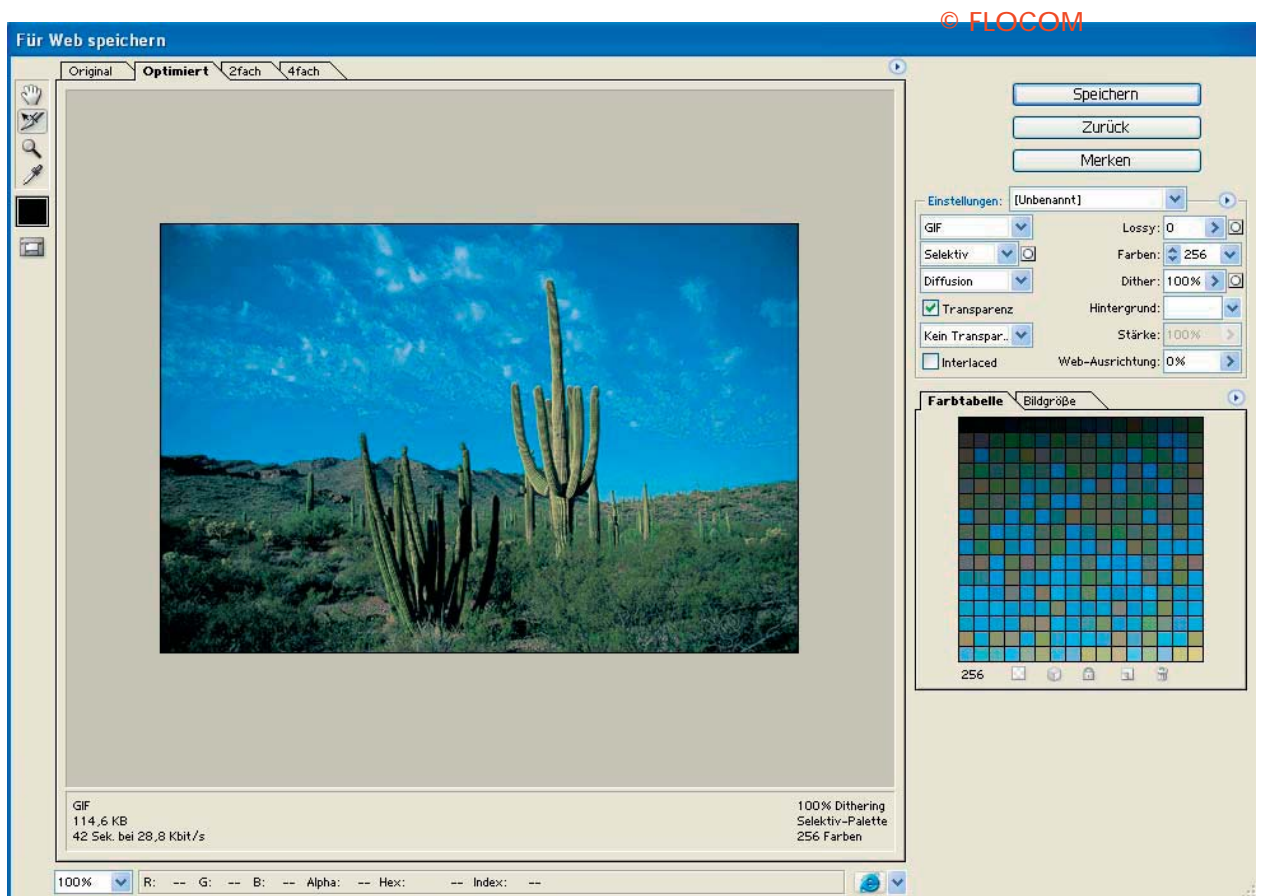 © FLOCOM
Für Web speichern
Original Optimiert 2fach 4fach
Speichern
Zurück
Merken
Einstellungen: [Unbenannt]
GIF Lossy: 0
Selektiv Farben: 256
Diffusion Dither: 100%
Transparenz Hintergrund:
Kein Transpar.. Stärke: 100%
Interlaced Web-Ausrichtung: 0%
Farbtabelle Bildgröße
256
GIF 100% Dithering
114,6 KB Selektiv-Palette
42 Sek. bei 28,8 Kbit/s 256 Farben
100% R: -- G: -- B: -- Alpha: -- Hex: -- Index: --